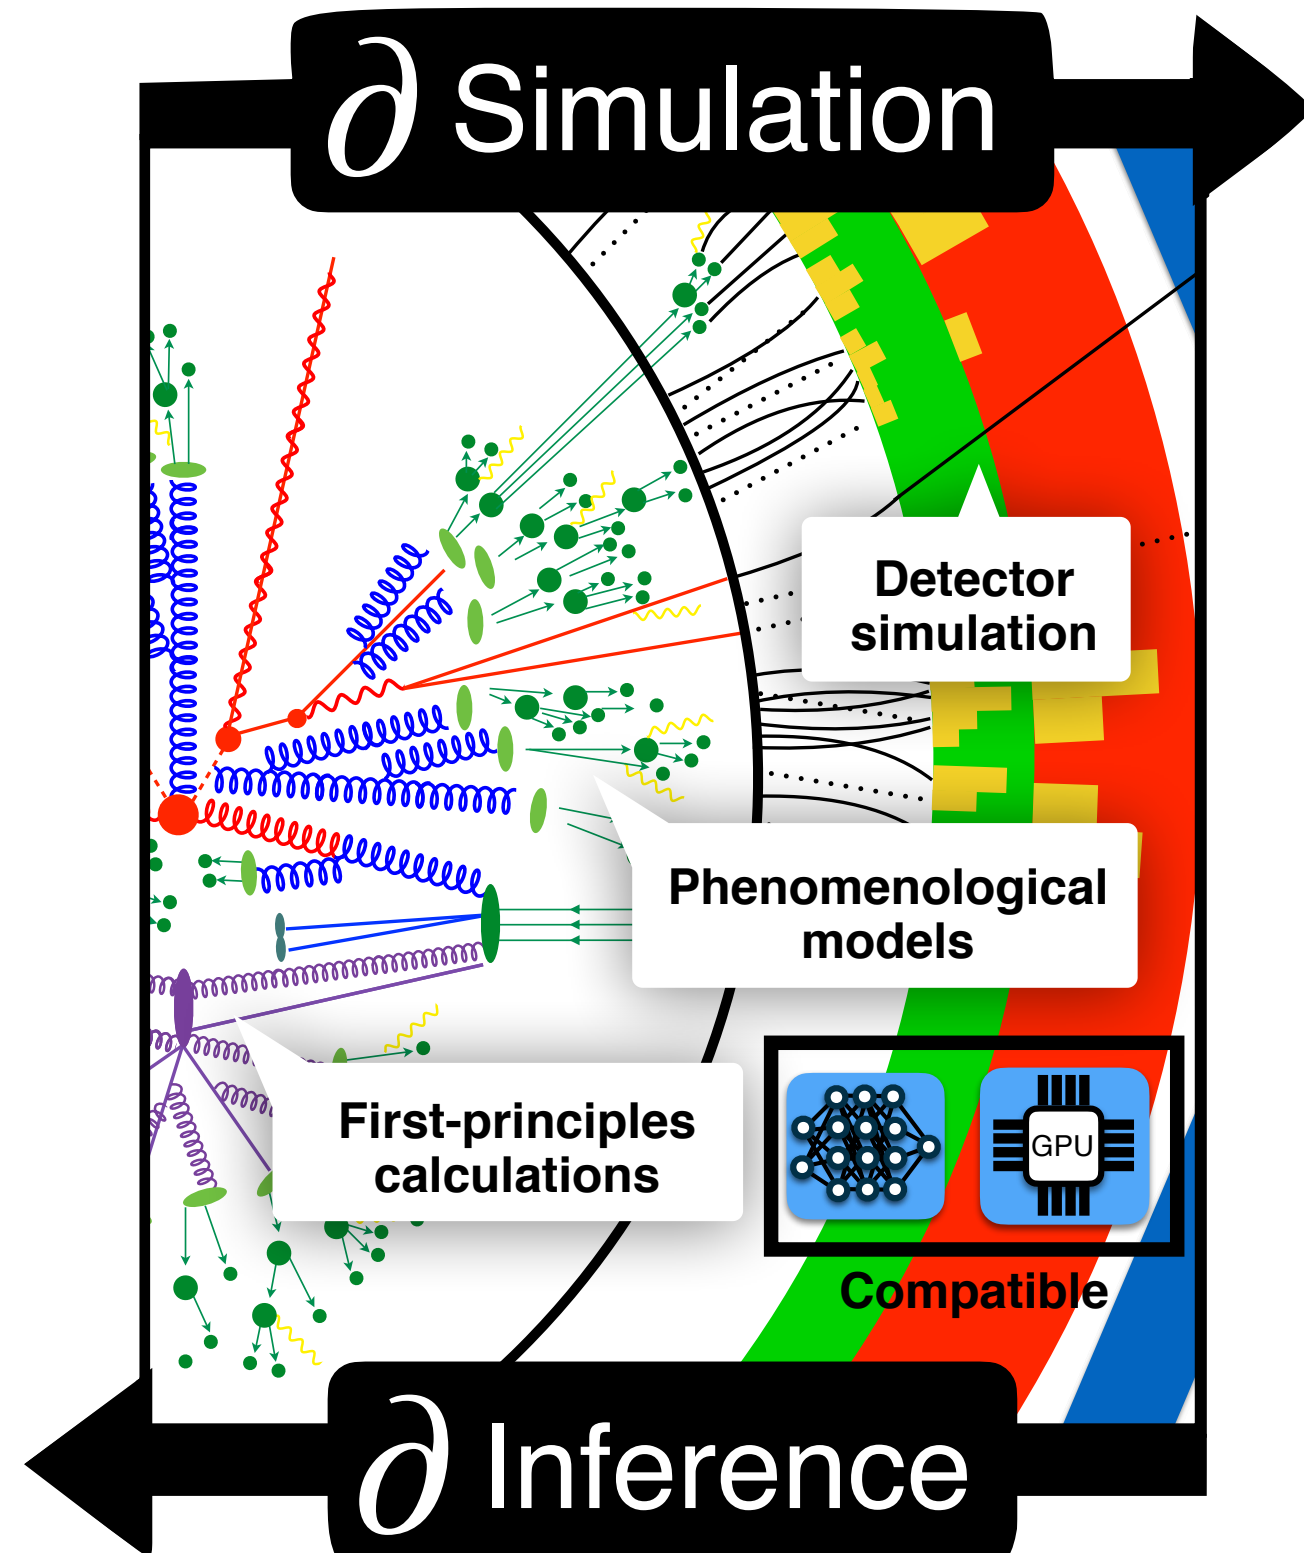 ∂ Simulation
Detector
simulation
Phenomenological
models
First-principles
calculations
GPU
Compatible
∂ Inference